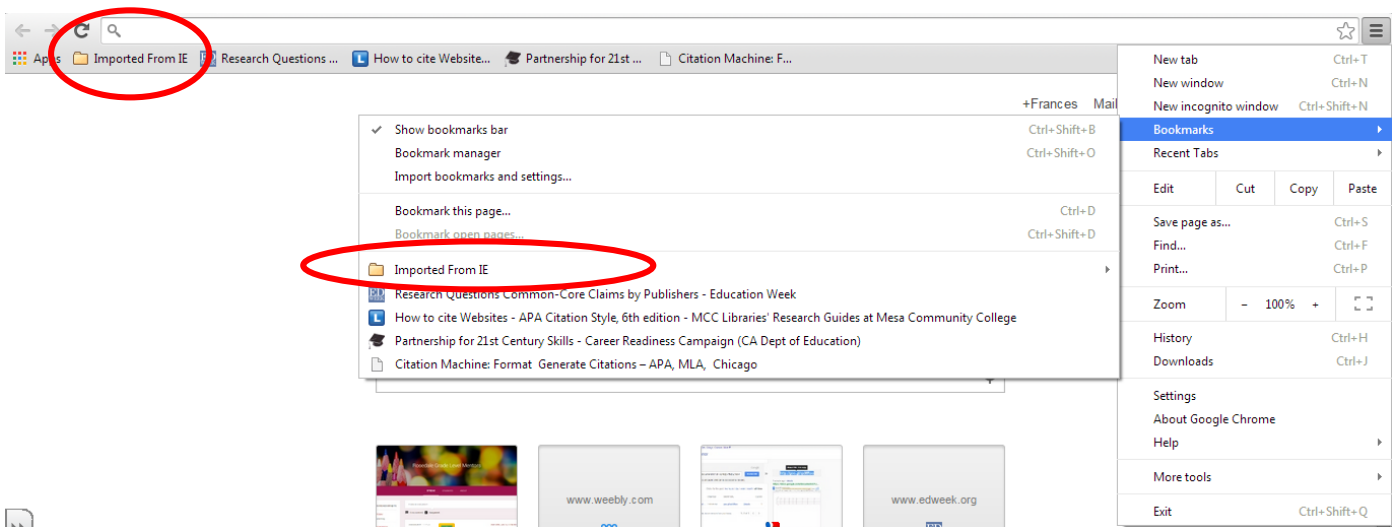 Apps Imported From IE Research Questions ... How to cite Website... Partnership for 21st ... Citation Machine: F...
+Frances Mail
Show bookmarks bar Ctrl+Shift+B
Bookmark manager Ctrl+Shift+O
Import bookmarks and settings...
Bookmark this page... Ctrl+D
Bookmark open pages... Ctrl+Shift+D
Imported From IE
Research Questions Common-Core Claims by Publishers - Education Week
How to cite Websites - APA Citation Style, 6th edition - MCC Libraries' Research Guides at Mesa Community College
Partnership for 21st Century Skills - Career Readiness Campaign (CA Dept of Education)
Citation Machine: Format Generate Citations – APA, MLA, Chicago
New tab Ctrl+T
New window Ctrl+N
New incognito window Ctrl+Shift+N
Bookmarks
Recent Tabs
Edit Cut Copy Paste
Save page as... Ctrl+S
Find... Ctrl+F
Print... Ctrl+P
Zoom - 100% +
History Ctrl+H
Downloads Ctrl+J
Settings
About Google Chrome
Help
More tools
Exit Ctrl+Shift+Q
www.weebly.com
www.edweek.org